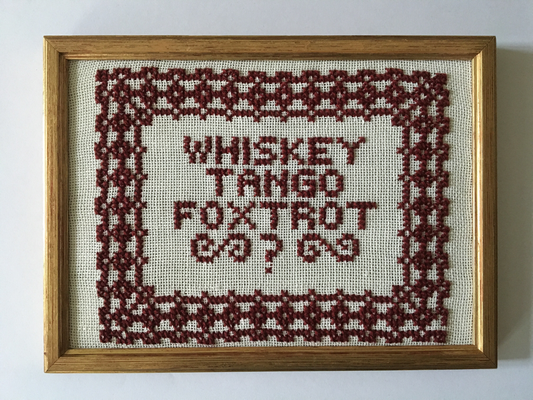 WHISKEY
TANGO
FOXTROT
?